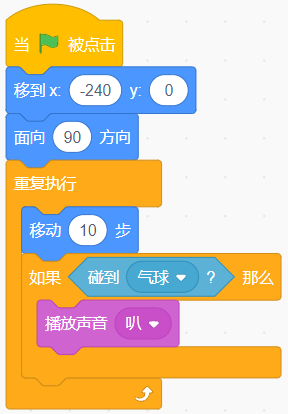 当 被点击
移到 x: -240 y: 0
面向 90 方向
重复执行
移动 10 步
如果 碰到 气球 ? 那么
播放声音 叭